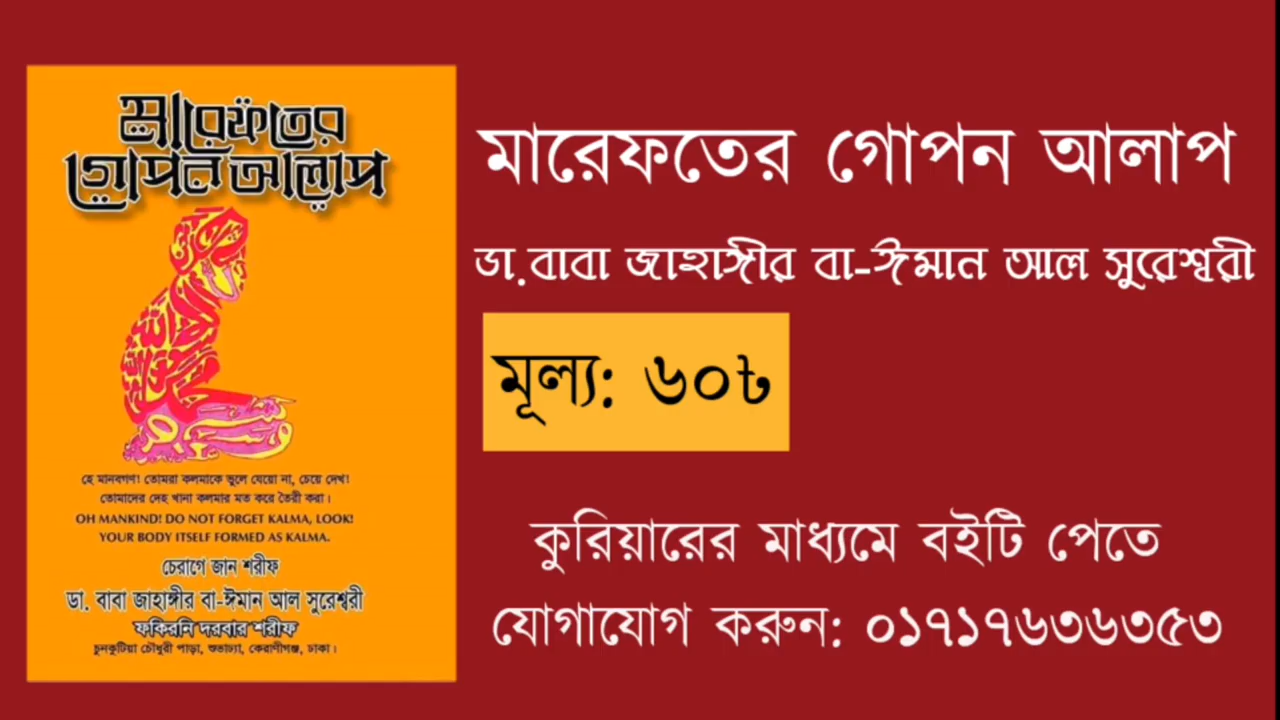 মারেফতের
গোপন আলাপ
হে মানবগণ! তোমরা কলমাকে ভুলে যেয়ো না, চেয়ে দেখ!
তোমাদের দেহ খানা কলমার মত করে তৈরী করা।
OH MANKIND! DO NOT FORGET KALMA, LOOK!
YOUR BODY ITSELF FORMED AS KALMA.
চেরাগে জান শরীফ
ডা. বাবা জাহাঙ্গীর বা-ঈমান আল সুরেশ্বরী
ফকিরনি দরবার শরীফ
চুনকুটিয়া চৌধুরী পাড়া, শুভাঢ্যা, কেরাণীগঞ্জ, ঢাকা।
মারেফতের গোপন আলাপ
ডা.বাবা জাহাঙ্গীর বা-ঈমান আল সুরেশ্বরী
মূল্য: ৬০৳
কুরিয়ারের মাধ্যমে বইটি পেতে
যোগাযোগ করুন: ০১৭১৭৬৩৬৩৫৩